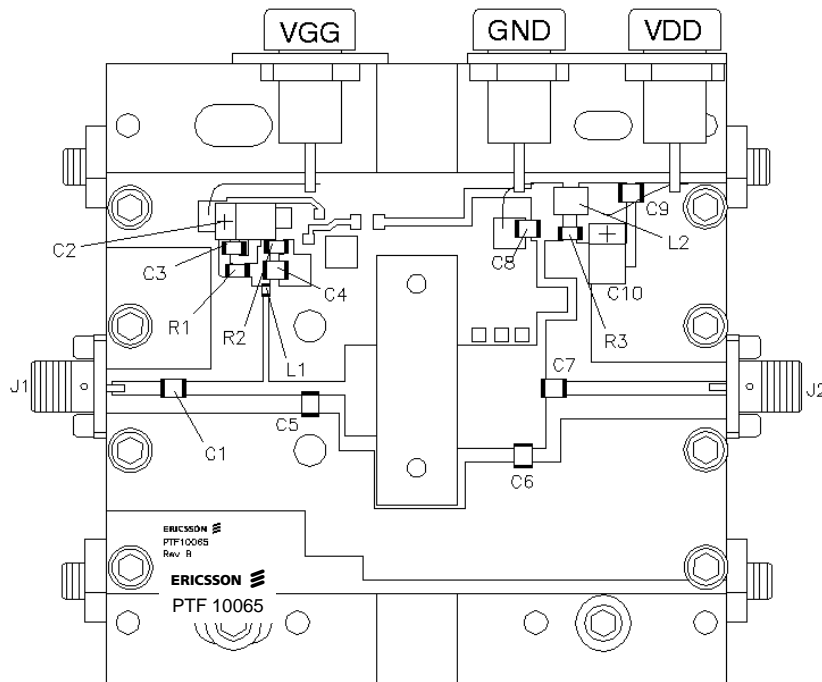 VGG
GND
VDD
C2
C3
R1
R2
C4
L1
C8
L2
C9
C10
R3
J1
C1
C5
C7
C6
J2
ERICSSON
PTF10065
Rev B
ERICSSON
PTF 10065